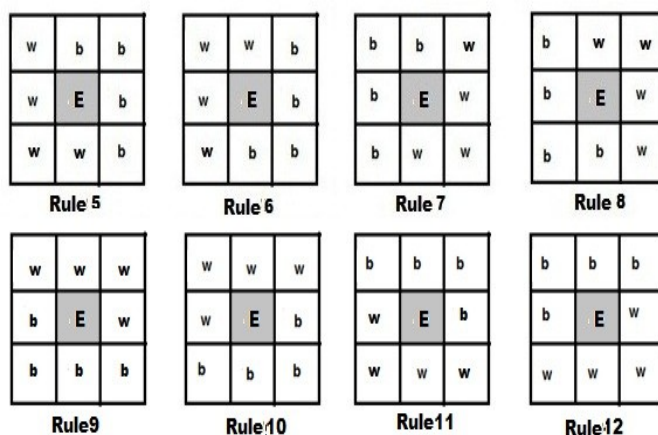 w b b w w b b b w b w w
w E b w E b b E w b E w
w w b w b b b w w b b w
Rule 5 Rule 6 Rule 7 Rule 8
w w w w w w b b b b b b
b E w w E b w E b b E w
b b b b b b w w w w w w
Rule9 Rule10 Rule11 Rule12